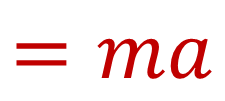 = ma